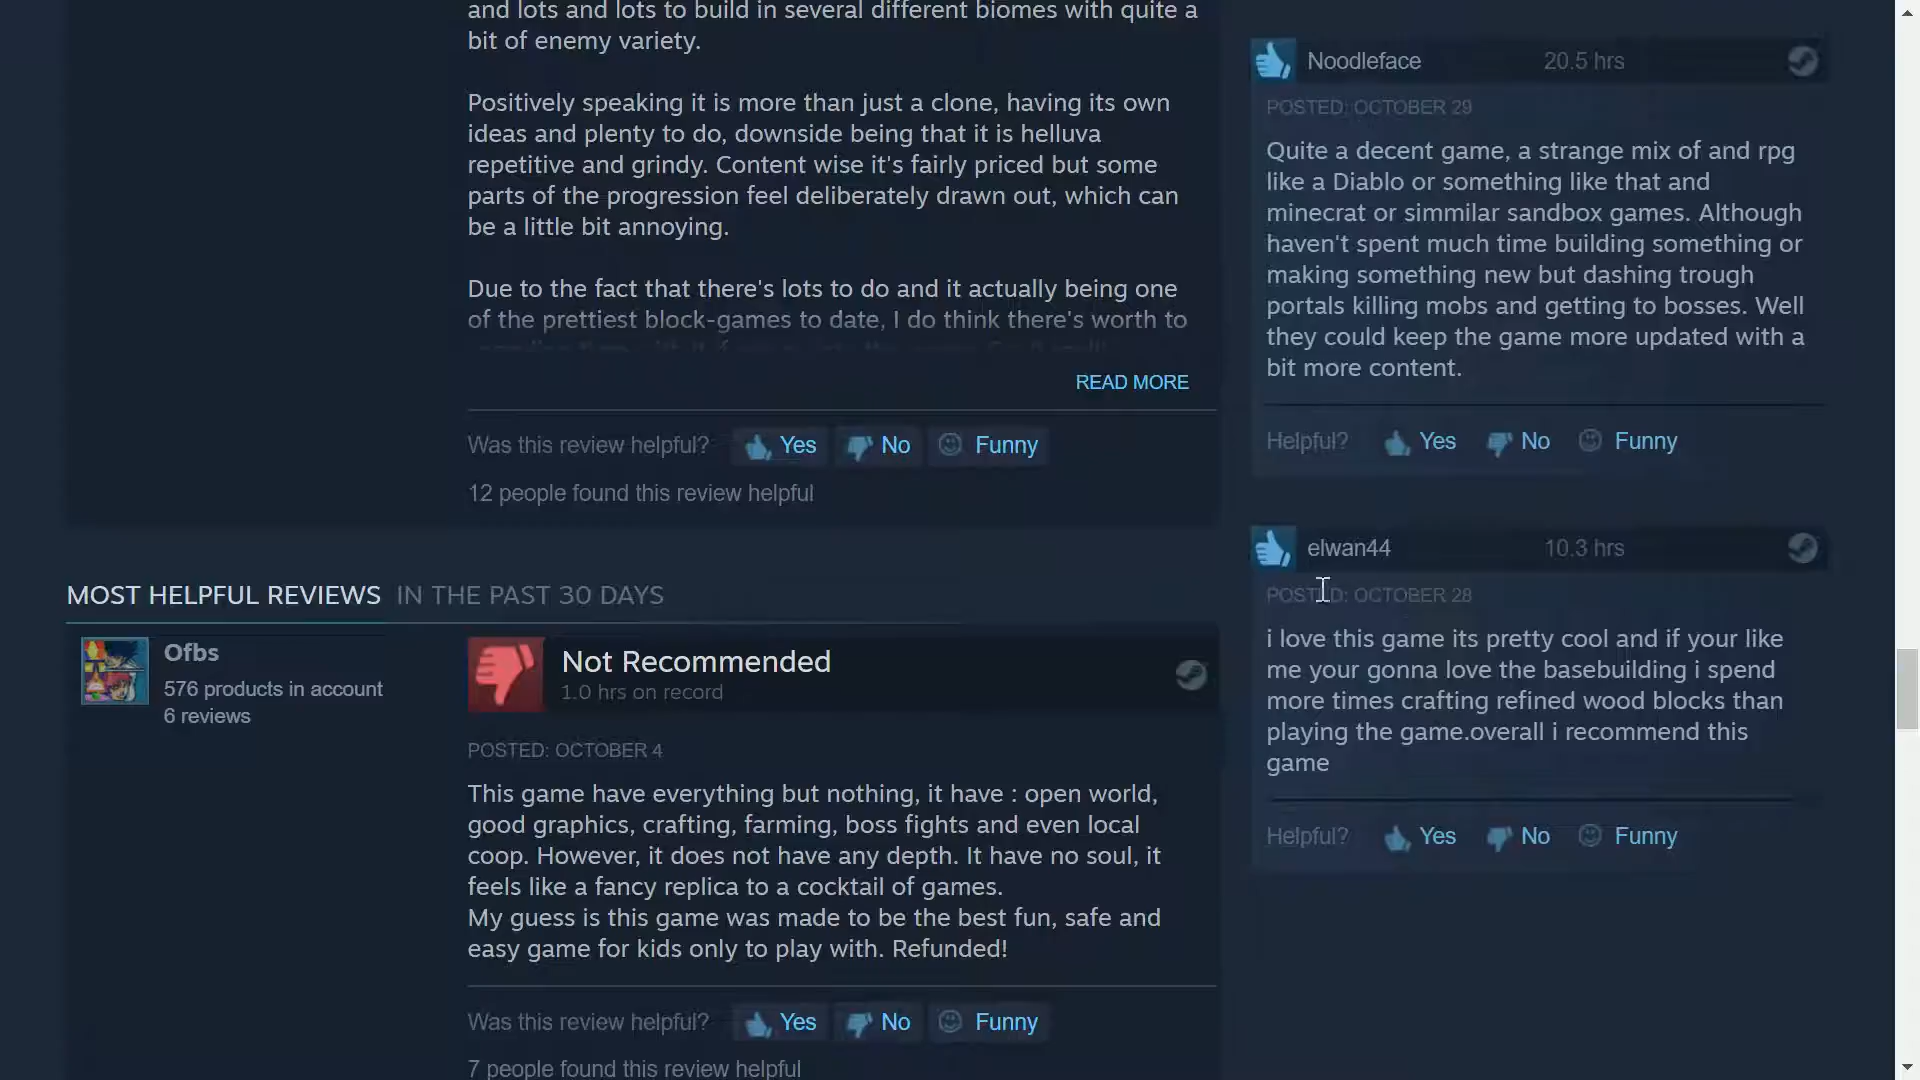 and lots and lots to build in several different biomes with quite a
bit of enemy variety.
Positively speaking it is more than just a clone, having its own
ideas and plenty to do, downside being that it is helluva
repetitive and grindy. Content wise it's fairly priced but some
parts of the progression feel deliberately drawn out, which can
be a little bit annoying.
Due to the fact that there's lots to do and it actually being one
of the prettiest block-games to date, I do think there's worth to
READ MORE
Was this review helpful? Yes No Funny
12 people found this review helpful
MOST HELPFUL REVIEWS IN THE PAST 30 DAYS
Ofbs
576 products in account
6 reviews
Not Recommended
1.0 hrs on record
POSTED: OCTOBER 4
This game have everything but nothing, it have : open world,
good graphics, crafting, farming, boss fights and even local
coop. However, it does not have any depth. It have no soul, it
feels like a fancy replica to a cocktail of games.
My guess is this game was made to be the best fun, safe and
easy game for kids only to play with. Refunded!
Was this review helpful? Yes No Funny
7 people found this review helpful
Noodleface 20.5 hrs
POSTED: OCTOBER 29
Quite a decent game, a strange mix of and rpg
like a Diablo or something like that and
minecrat or simmilar sandbox games. Although
haven't spent much time building something or
making something new but dashing trough
portals killing mobs and getting to bosses. Well
they could keep the game more updated with a
bit more content.
Helpful? Yes No Funny
elwan44 10.3 hrs
POSTED: OCTOBER 28
i love this game its pretty cool and if your like
me your gonna love the basebuilding i spend
more times crafting refined wood blocks than
playing the game.overall i recommend this
game
Helpful? Yes No Funny